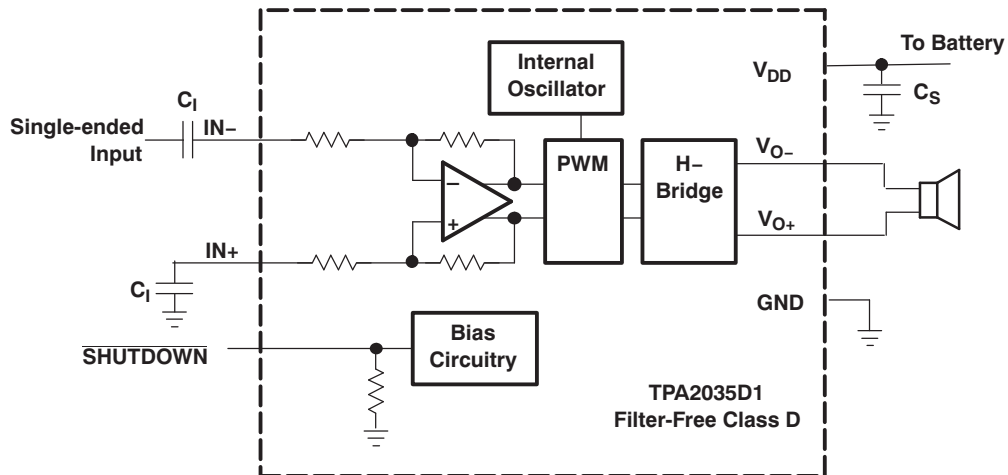 Internal
Oscillator
To Battery
V_DD
C_S
C_I
Single-ended
Input
IN−
PWM
H−
Bridge
V_O−
V_O+
−
+
IN+
C_I
GND
SHUTDOWN
Bias
Circuitry
TPA2035D1
Filter-Free Class D